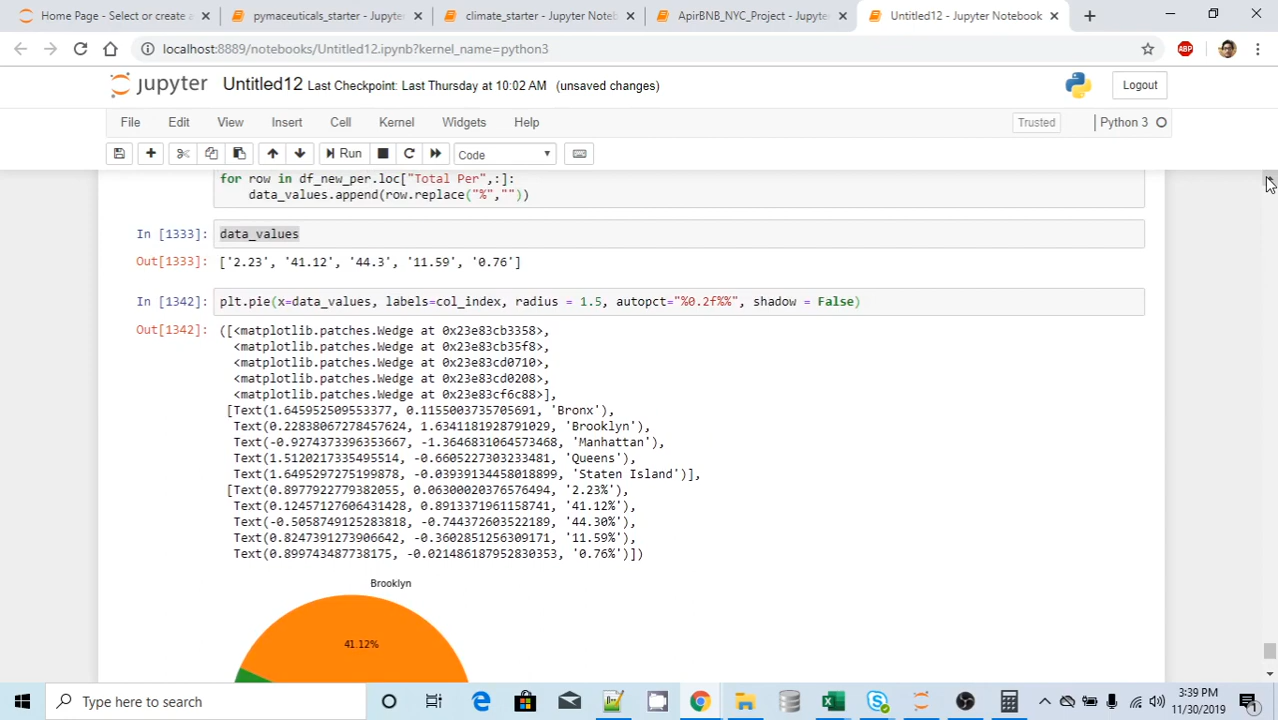 Home Page - Select or create a
pymaceuticals_starter - Jupyter
climate_starter - Jupyter Noteb
ApirBNB_NYC_Project - Jupyter
Untitled12 - Jupyter Notebook
localhost:8889/notebooks/Untitled12.ipynb?kernel_name=python3
ABP
jupyter Untitled12 Last Checkpoint: Last Thursday at 10:02 AM (unsaved changes)
Logout
File Edit View Insert Cell Kernel Widgets Help
Trusted Python 3
Run Code
for row in df_new_per.loc["Total Per",:]:
data_values.append(row.replace("%",""))
In [1333]: data_values
Out[1333]: ['2.23', '41.12', '44.3', '11.59', '0.76']
In [1342]: plt.pie(x=data_values, labels=col_index, radius = 1.5, autopct="%0.2f%%", shadow = False)
Out[1342]: ([<matplotlib.patches.Wedge at 0x23e83cb3358>,
<matplotlib.patches.Wedge at 0x23e83cb35f8>,
<matplotlib.patches.Wedge at 0x23e83cd0710>,
<matplotlib.patches.Wedge at 0x23e83cd0208>,
<matplotlib.patches.Wedge at 0x23e83cf6c88>],
[Text(1.645952509553377, 0.1155003735705691, 'Bronx'),
Text(0.22838067278457624, 1.6341181928791029, 'Brooklyn'),
Text(-0.9274373396353667, -1.3646831064573468, 'Manhattan'),
Text(1.5120217335495514, -0.6605227303233481, 'Queens'),
Text(1.6495297275199878, -0.03939134458018899, 'Staten Island')],
[Text(0.8977922779382055, 0.06300020376576494, '2.23%'),
Text(0.12457127606431428, 0.8913371961158741, '41.12%'),
Text(-0.5058749125283818, -0.744372603522189, '44.30%'),
Text(0.8247391273906642, -0.3602851256309171, '11.59%'),
Text(0.899743487738175, -0.021486187952830353, '0.76%')])
Brooklyn
41.12%
Type here to search
3:39 PM
11/30/2019
1